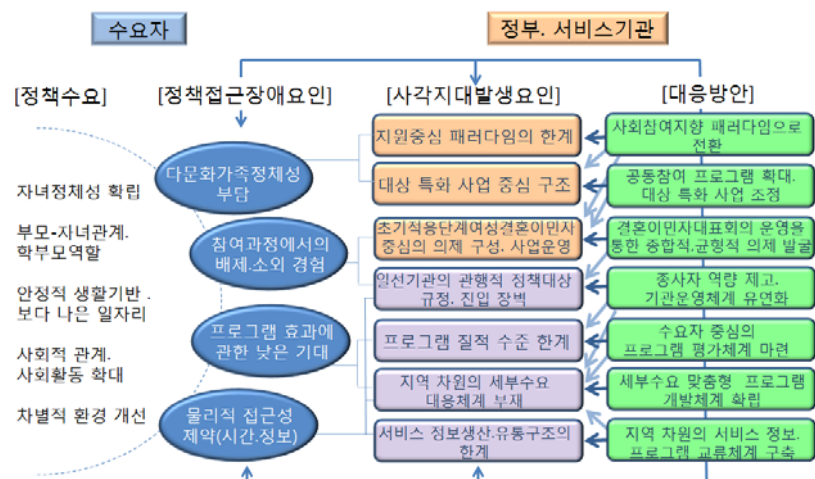 수요자
정부. 서비스기관
[정책수요]
[정책접근장애요인]
[사각지대발생요인]
[대응방안]
자녀정체성 확립
부모-자녀관계.
학부모역할
안정적 생활기반 .
보다 나은 일자리
사회적 관계.
사회활동 확대
차별적 환경 개선
다문화가족정체성
부담
참여과정에서의
배제.소외 경험
프로그램 효과에
관한 낮은 기대
물리적 접근성
제약(시간.정보)
지원중심 패러다임의 한계
대상 특화 사업 중심 구조
초기적응단계여성결혼이민자
중심의 의제 구성. 사업운영
일선기관의 관행적 정책대상
규정. 진입 장벽
프로그램 질적 수준 한계
지역 차원의 세부수요
대응체계 부재
서비스 정보생산.유통구조의
한계
사회참여지향 패러다임으로
전환
공동참여 프로그램 확대.
대상 특화 사업 조정
결혼이민자대표회의 운영을
통한 종합적.균형적 의제 발굴
종사자 역량 제고.
기관운영체계 유연화
수요자 중심의
프로그램 평가체계 마련
세부수요 맞춤형 프로그램
개발체계 확립
지역 차원의 서비스 정보.
프로그램 교류체계 구축